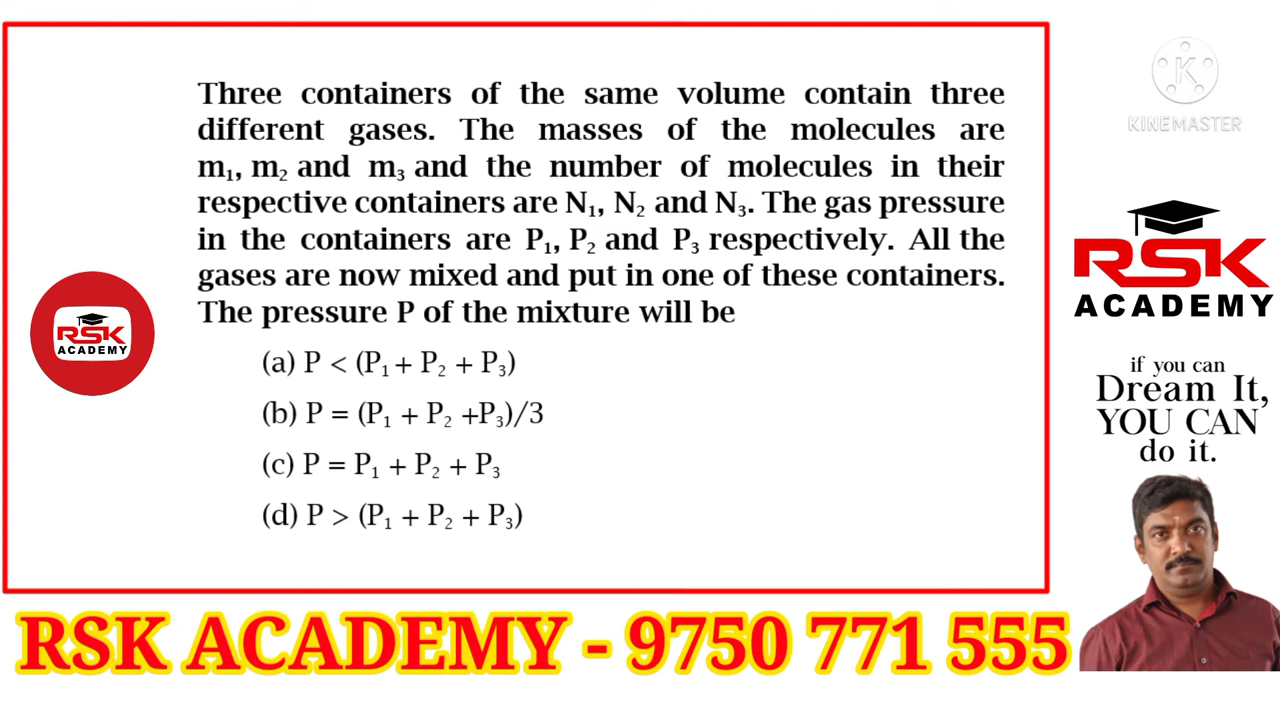 Three containers of the same volume contain three
different gases. The masses of the molecules are
m₁, m₂ and m₃ and the number of molecules in their
respective containers are N₁, N₂ and N₃. The gas pressure
in the containers are P₁, P₂ and P₃ respectively. All the
gases are now mixed and put in one of these containers.
The pressure P of the mixture will be
(a) P < (P₁ + P₂ + P₃)
(b) P = (P₁ + P₂ +P₃)/3
(c) P = P₁ + P₂ + P₃
(d) P > (P₁ + P₂ + P₃)
RSK
ACADEMY
K
KINEMASTER
RSK
ACADEMY
if you can
Dream It,
YOU CAN
do it.
RSK ACADEMY - 9750 771 555